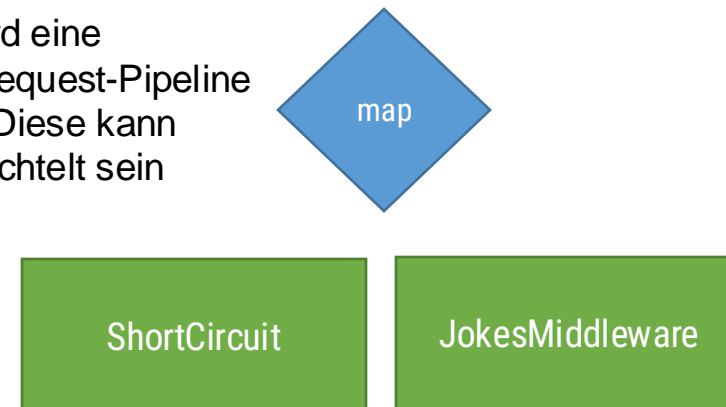 d eine
equest-Pipeline
Diese kann
chtelt sein
map
ShortCircuit
JokesMiddleware